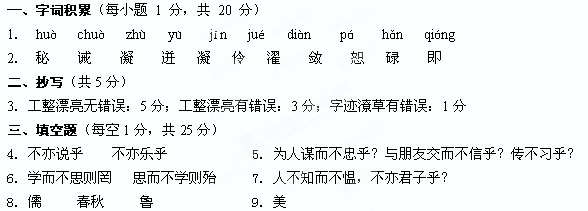 一、字词积累(每小题 1 分,共 20 分)
1. huò chuò zhù yù jīn jué diàn pá hǎn qióng
2. 秘 诫 凝 迸 凝 伶 濯 敛 恕 碌 即
二、抄写(共5分)
3. 工整漂亮无错误:5分;工整漂亮有错误:3分;字迹潦草有错误:1分
三、填空题(每空1分,共25分)
4. 不亦说乎 不亦乐乎 5. 为人谋而不忠乎?与朋友交而不信乎?传不习乎?
6. 学而不思则罔 思而不学则殆 7. 人不知而不愠,不亦君子乎?
8. 儒 春秋 鲁 9. 美